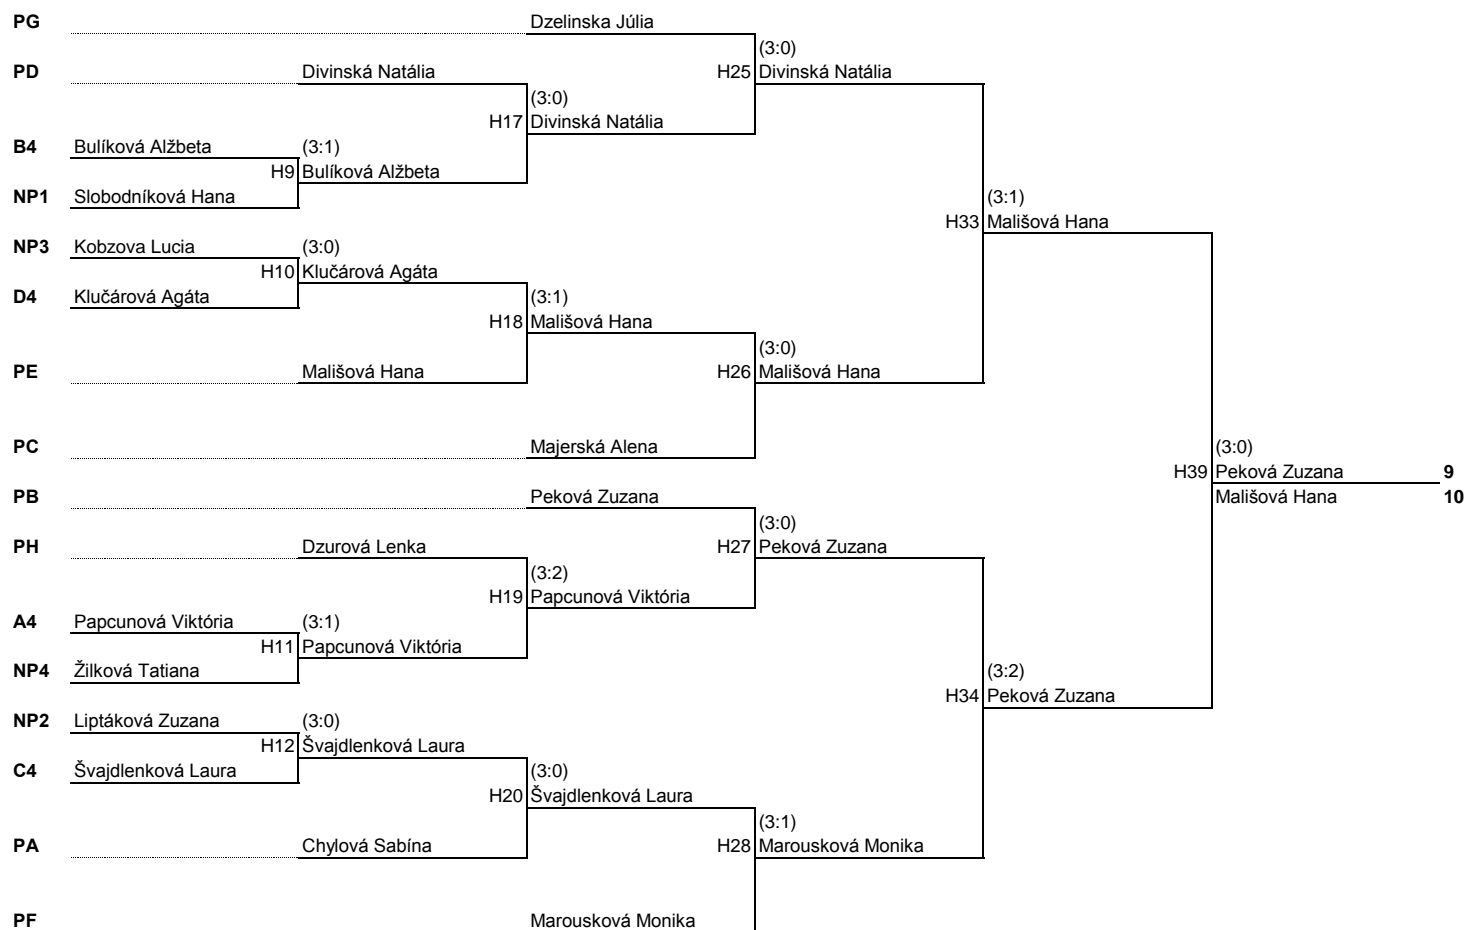 PG Dzelinska Júlia
(3:0)
PD Divinská Natália H25 Divinská Natália
(3:0)
H17 Divinská Natália
B4 Bulíková Alžbeta (3:1)
H9 Bulíková Alžbeta
NP1 Slobodníková Hana (3:1)
H33 Mališová Hana
NP3 Kobzova Lucia (3:0)
H10 Klučárová Agáta
D4 Klučárová Agáta (3:1)
H18 Mališová Hana
(3:0)
PE Mališová Hana H26 Mališová Hana
PC Majerská Alena (3:0)
H39 Peková Zuzana 9
PB Peková Zuzana Mališová Hana 10
(3:0)
PH Dzurová Lenka H27 Peková Zuzana
(3:2)
H19 Papcunová Viktória
A4 Papcunová Viktória (3:1)
H11 Papcunová Viktória
NP4 Žilková Tatiana (3:2)
H34 Peková Zuzana
NP2 Liptáková Zuzana (3:0)
H12 Švajdlenková Laura
C4 Švajdlenková Laura (3:0)
H20 Švajdlenková Laura
(3:1)
PA Chylová Sabína H28 Marousková Monika
PF Marousková Monika